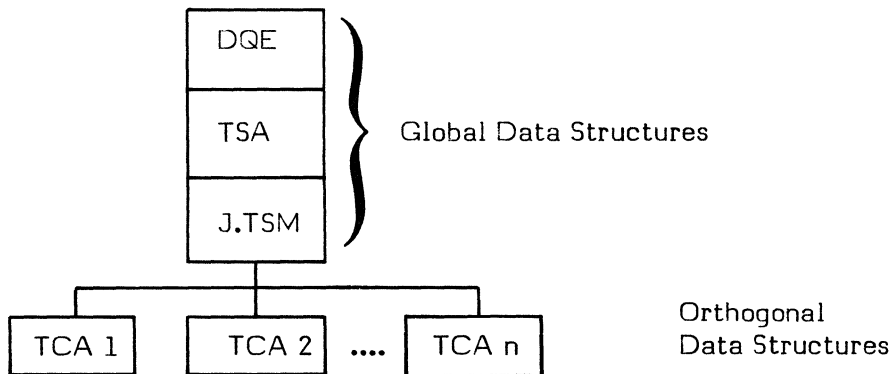 DQE
TSA
Global Data Structures
J.TSM
TCA 1
TCA 2
....
TCA n
Orthogonal
Data Structures